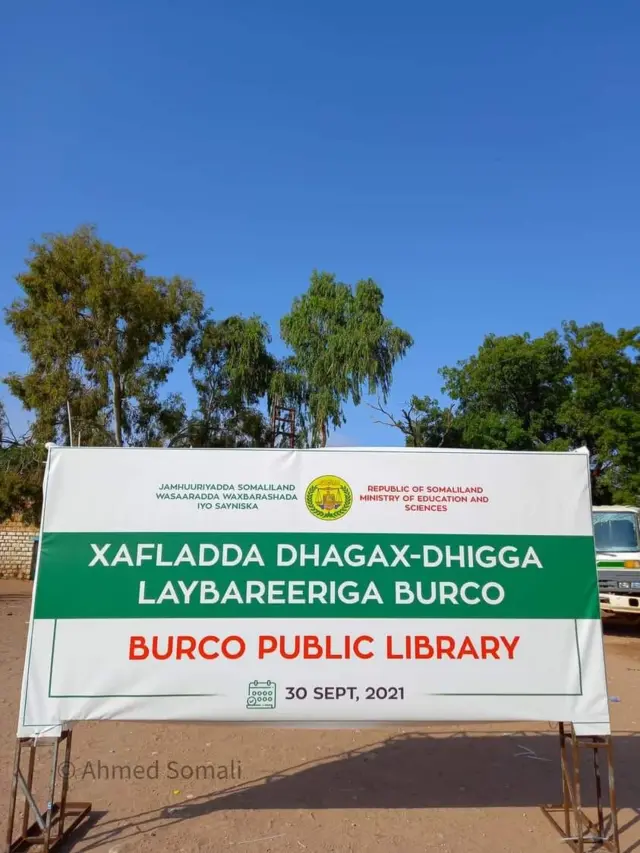 JAMHUURIYADDA SOMALILAND
WASAARADDA WAXBARASHADA
IYO SAYNISKA
REPUBLIC OF SOMALILAND
MINISTRY OF EDUCATION AND
SCIENCES
XAFLADDA DHAGAX-DHIGGA
LAYBAREERIGA BURCO
BURCO PUBLIC LIBRARY
30 SEPT, 2021
© Ahmed Somali